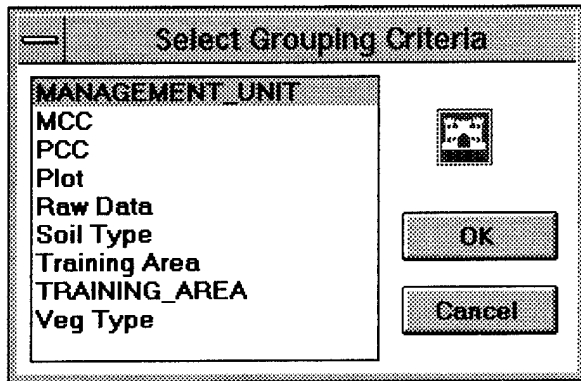 Select Grouping Criteria
MANAGEMENT_UNIT
MCC
PCC
Plot
Raw Data
Soil Type
Training Area
TRAINING_AREA
Veg Type
OK
Cancel